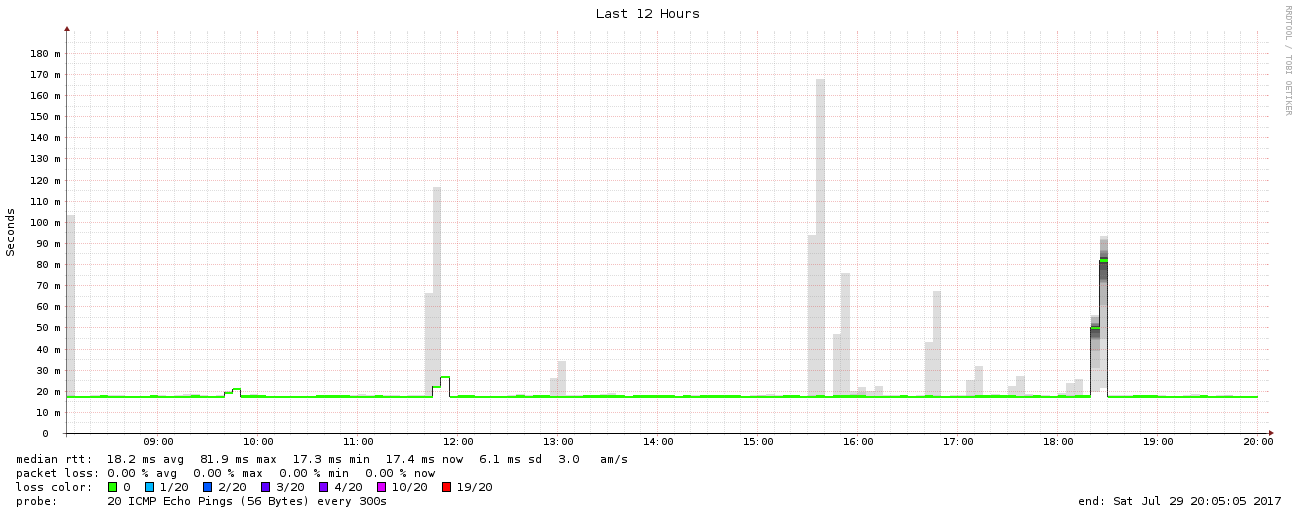 Last 12 Hours
RRDTOOL / TOBI OETIKER
Seconds
180 m
170 m
160 m
150 m
140 m
130 m
120 m
110 m
100 m
90 m
80 m
70 m
60 m
50 m
40 m
30 m
20 m
10 m
0
09:00 10:00 11:00 12:00 13:00 14:00 15:00 16:00 17:00 18:00 19:00 20:00
median rtt: 18.2 ms avg 81.9 ms max 17.3 ms min 17.4 ms now 6.1 ms sd 3.0 am/s
packet loss: 0.00 % avg 0.00 % max 0.00 % min 0.00 % now
loss color: 0 1/20 2/20 3/20 4/20 10/20 19/20
probe: 20 ICMP Echo Pings (56 Bytes) every 300s end: Sat Jul 29 20:05:05 2017